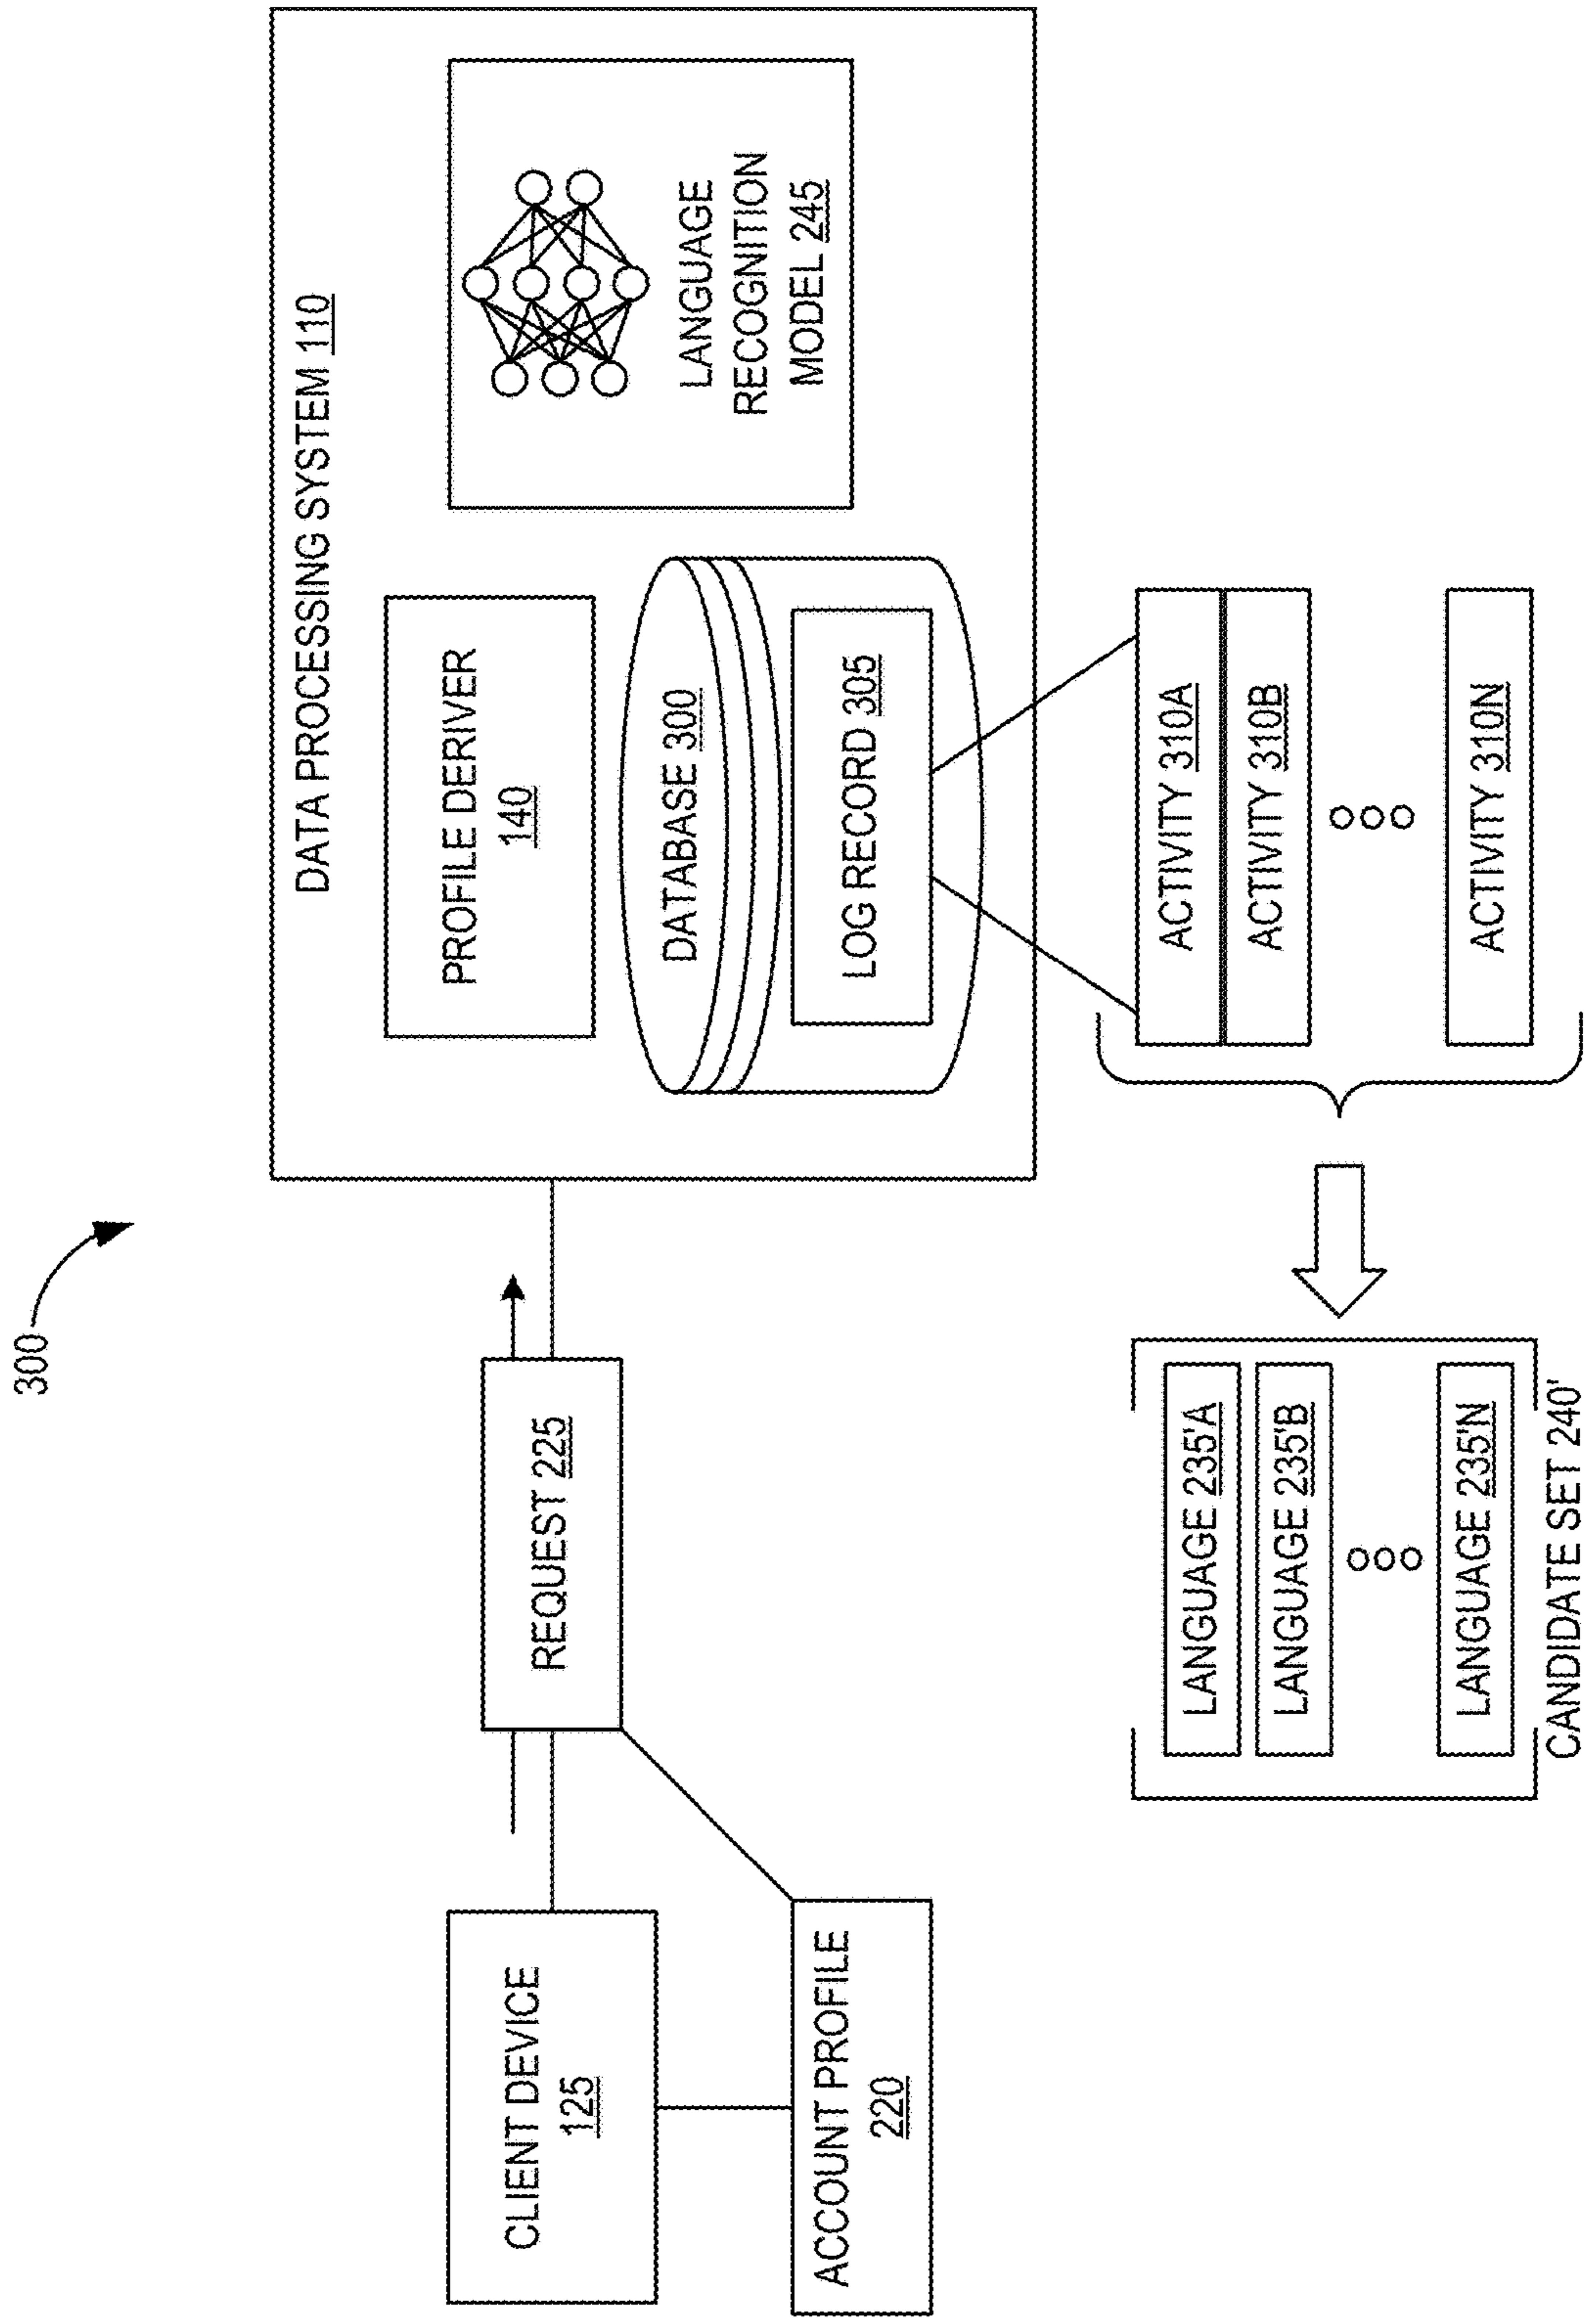 300
DATA PROCESSING SYSTEM 110
PROFILE DERIVER
140
LANGUAGE
RECOGNITION
MODEL 245
DATABASE 300
LOG RECORD 305
REQUEST 225
CLIENT DEVICE
125
ACCOUNT PROFILE
220
ACTIVITY 310A
ACTIVITY 310B
ACTIVITY 310N
LANGUAGE 235'A
LANGUAGE 235'B
LANGUAGE 235'N
CANDIDATE SET 240'